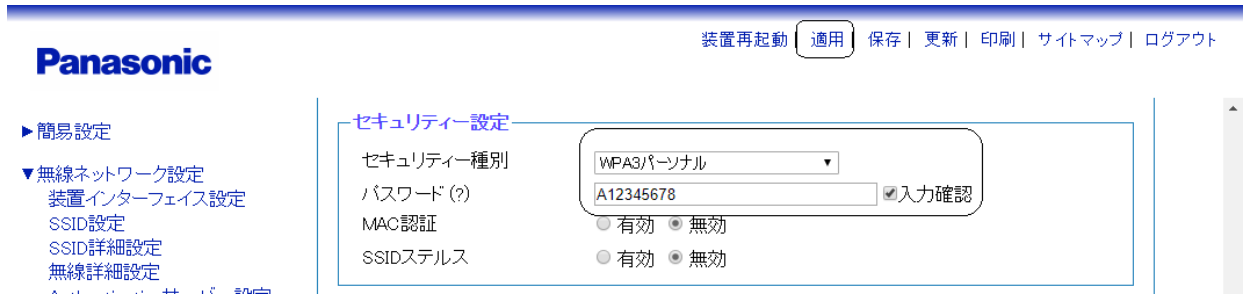 装置再起動 | 適用 | 保存 | 更新 | 印刷 | サイトマップ | ログアウト
Panasonic
▶簡易設定
▼無線ネットワーク設定
装置インターフェイス設定
SSID設定
SSID詳細設定
無線詳細設定
セキュリティー設定
セキュリティー種別 WPA3パーソナル
パスワード(?) A12345678 入力確認
MAC認証 有効 無効
SSIDステルス 有効 無効